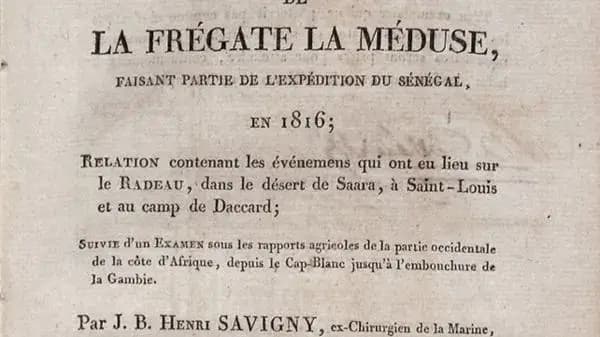 DE
LA FRÉGATE LA MÉDUSE,
FAISANT PARTIE DE L'EXPÉDITION DU SÉNÉGAL,
EN 1816;
RELATION contenant les événemens qui ont eu lieu sur
le RADEAU, dans le désert de Saara, à Saint-Louis
et au camp de Daccard;
SUIVIE d'un EXAMEN sous les rapports agricoles de la partie occidentale
de la côte d'Afrique, depuis le Cap-Blanc jusqu'à l'embouchure de
la Gambie.
Par J. B. HENRI SAVIGNY, ex-Chirurgien de la Marine,